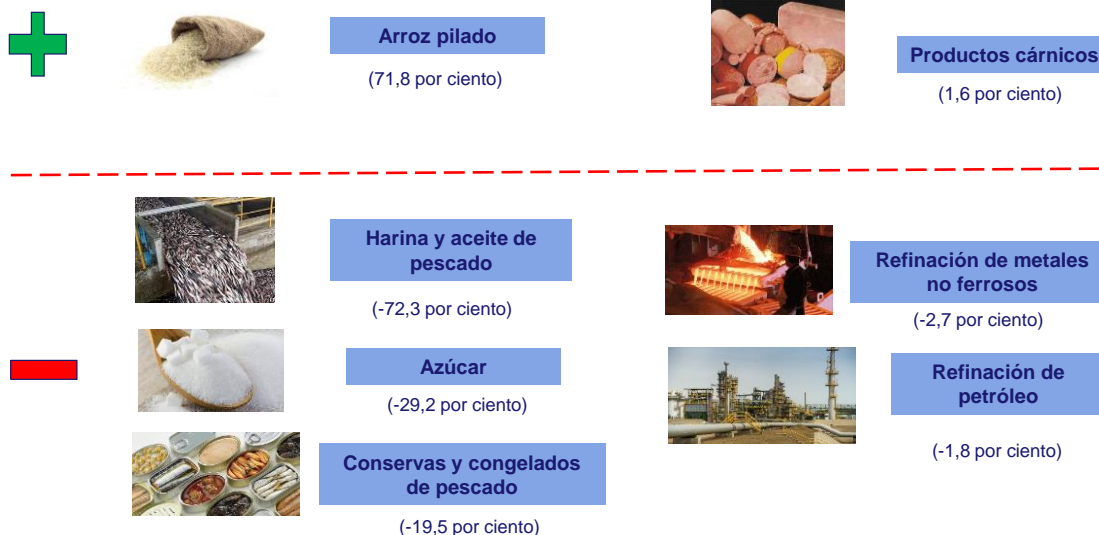 Arroz pilado
(71,8 por ciento)
Productos cárnicos
(1,6 por ciento)
Harina y aceite de
pescado
(-72,3 por ciento)
Refinación de metales
no ferrosos
(-2,7 por ciento)
Azúcar
(-29,2 por ciento)
Refinación de
petróleo
(-1,8 por ciento)
Conservas y congelados
de pescado
(-19,5 por ciento)